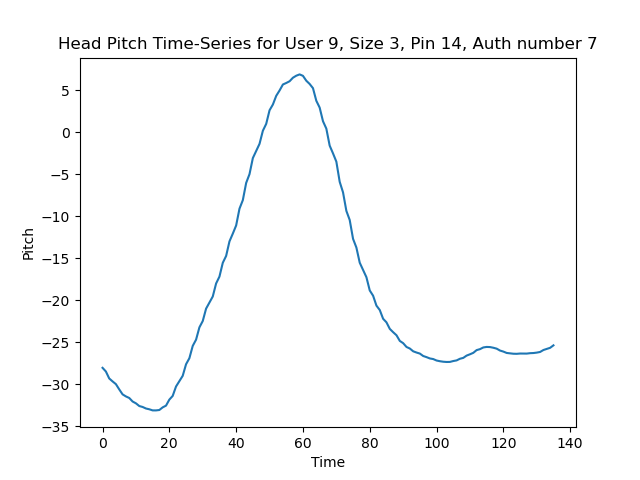 Head Pitch Time-Series for User 9, Size 3, Pin 14, Auth number 7
Pitch
5
0
−5
−10
−15
−20
−25
−30
−35
0 20 40 60 80 100 120 140
Time